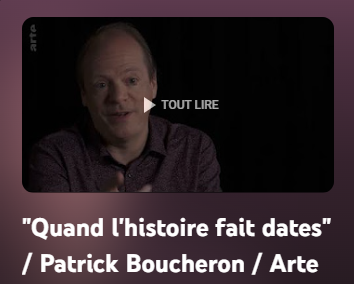 arte
TOUT LIRE
"Quand l'histoire fait dates"
/ Patrick Boucheron / Arte